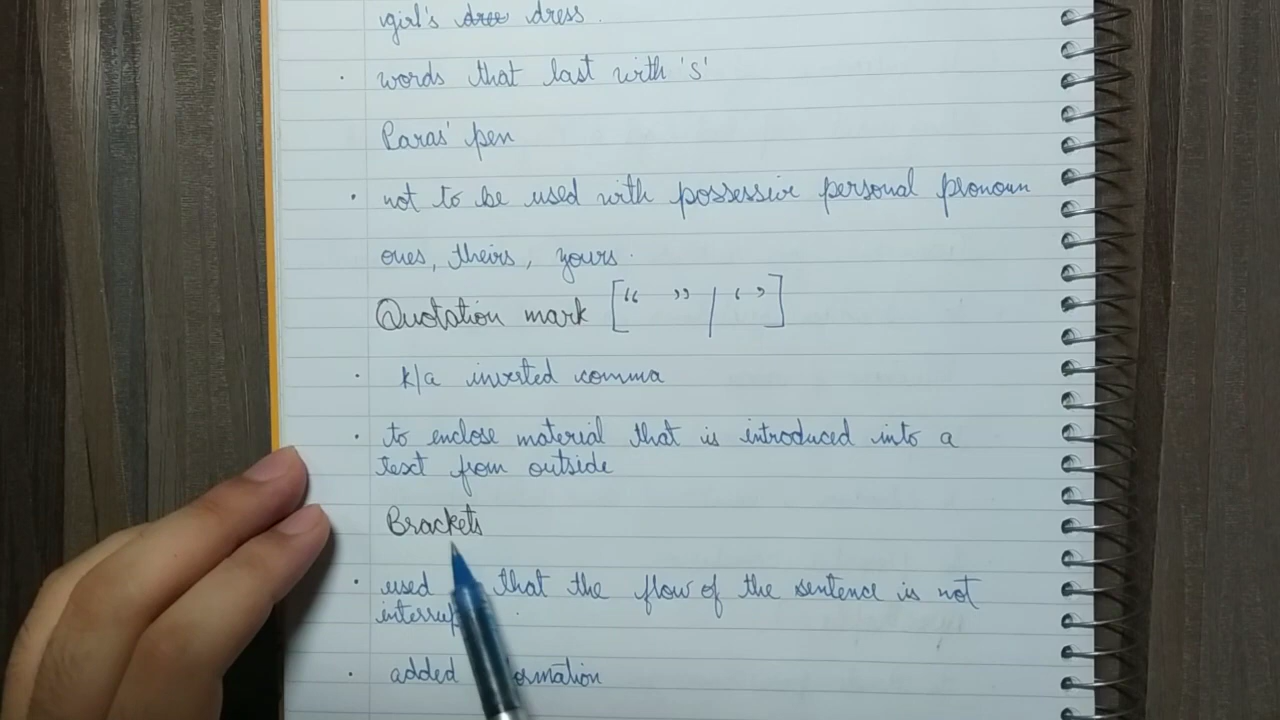 girl's dree dress.
· words that last with 's'
Paras' pen
· not to be used with possessive personal pronoun
ours, theirs, yours.
Quotation mark [“ ” / ‘ ’]
· k/a inverted comma
· to enclose material that is introduced into a
text from outside
Brackets
· used that the flow of the sentence is not
· added